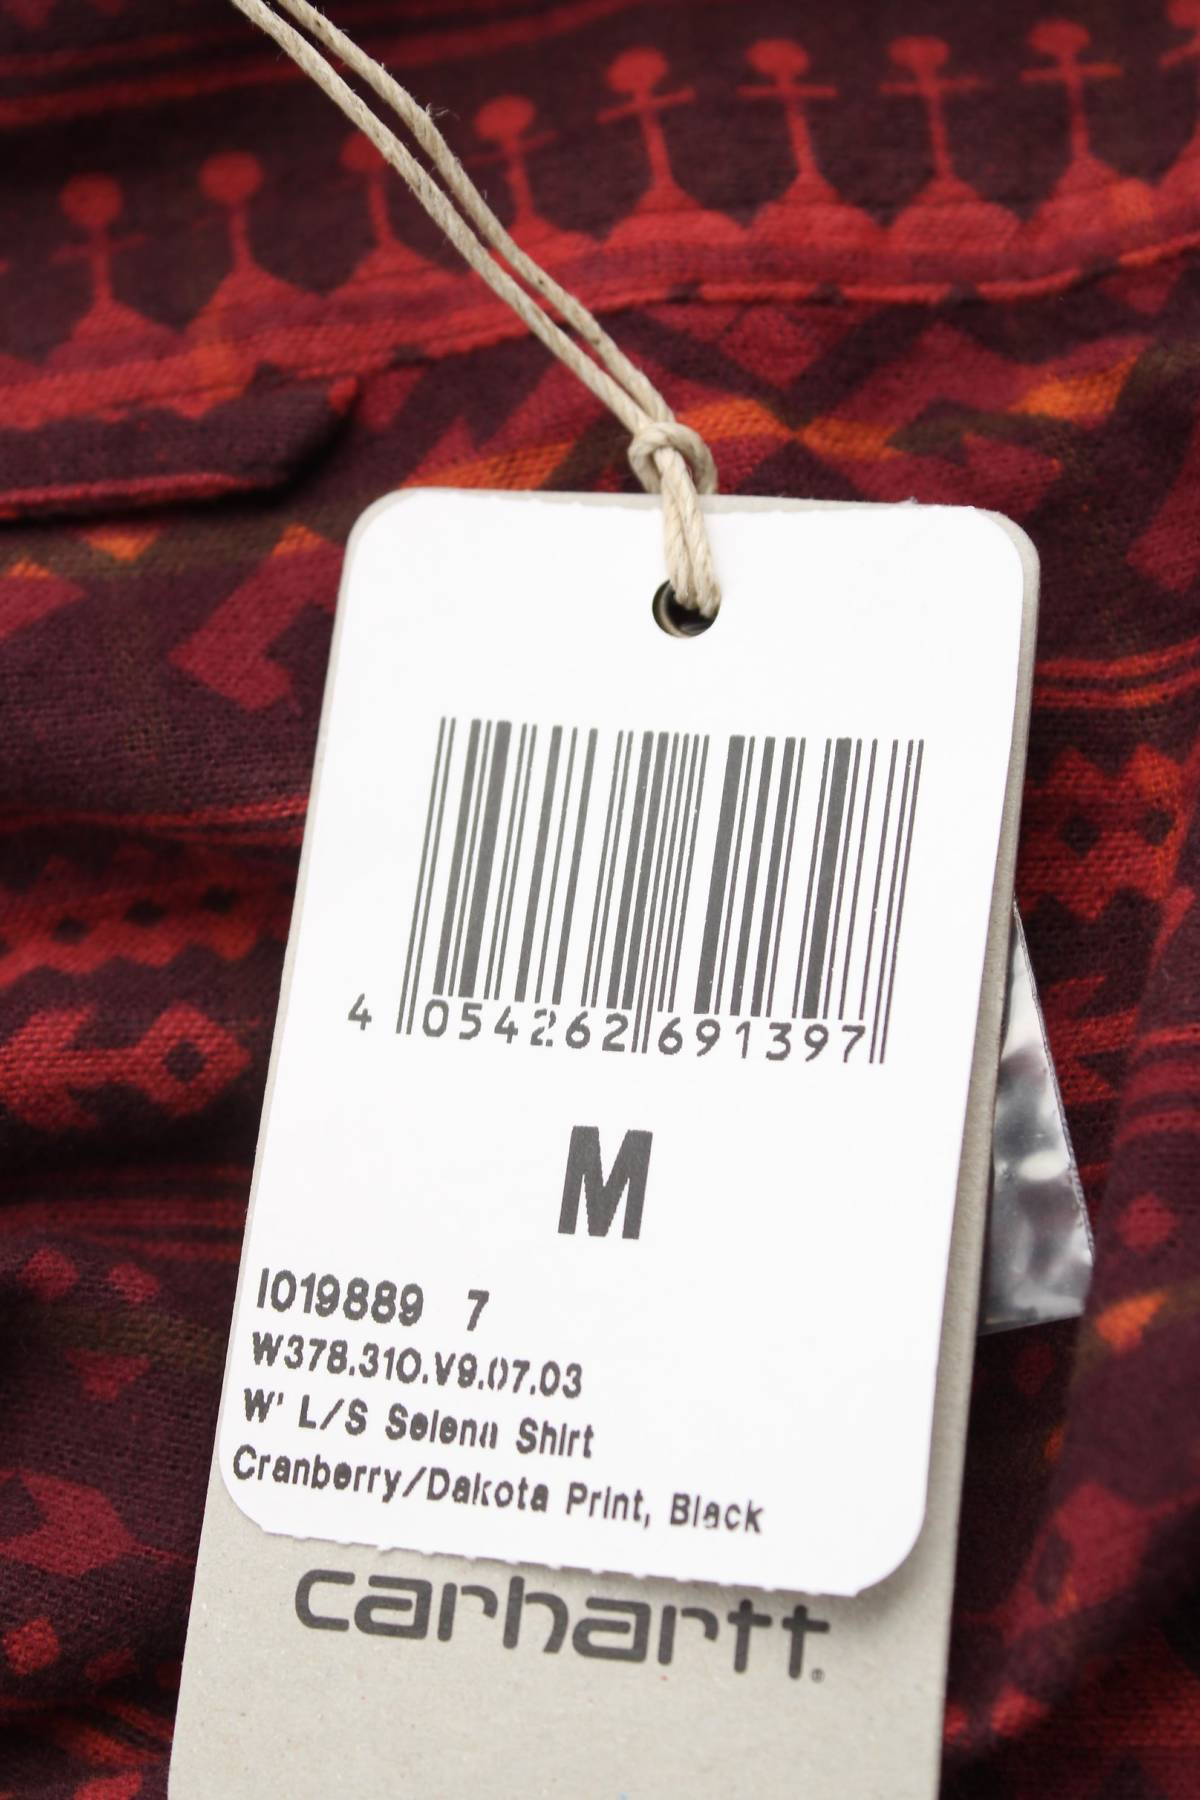 4 054262 691397
M
I019889 7
W378.310.V9.07.03
W' L/S Selena Shirt
Cranberry/Dakota Print, Black
carhartt®